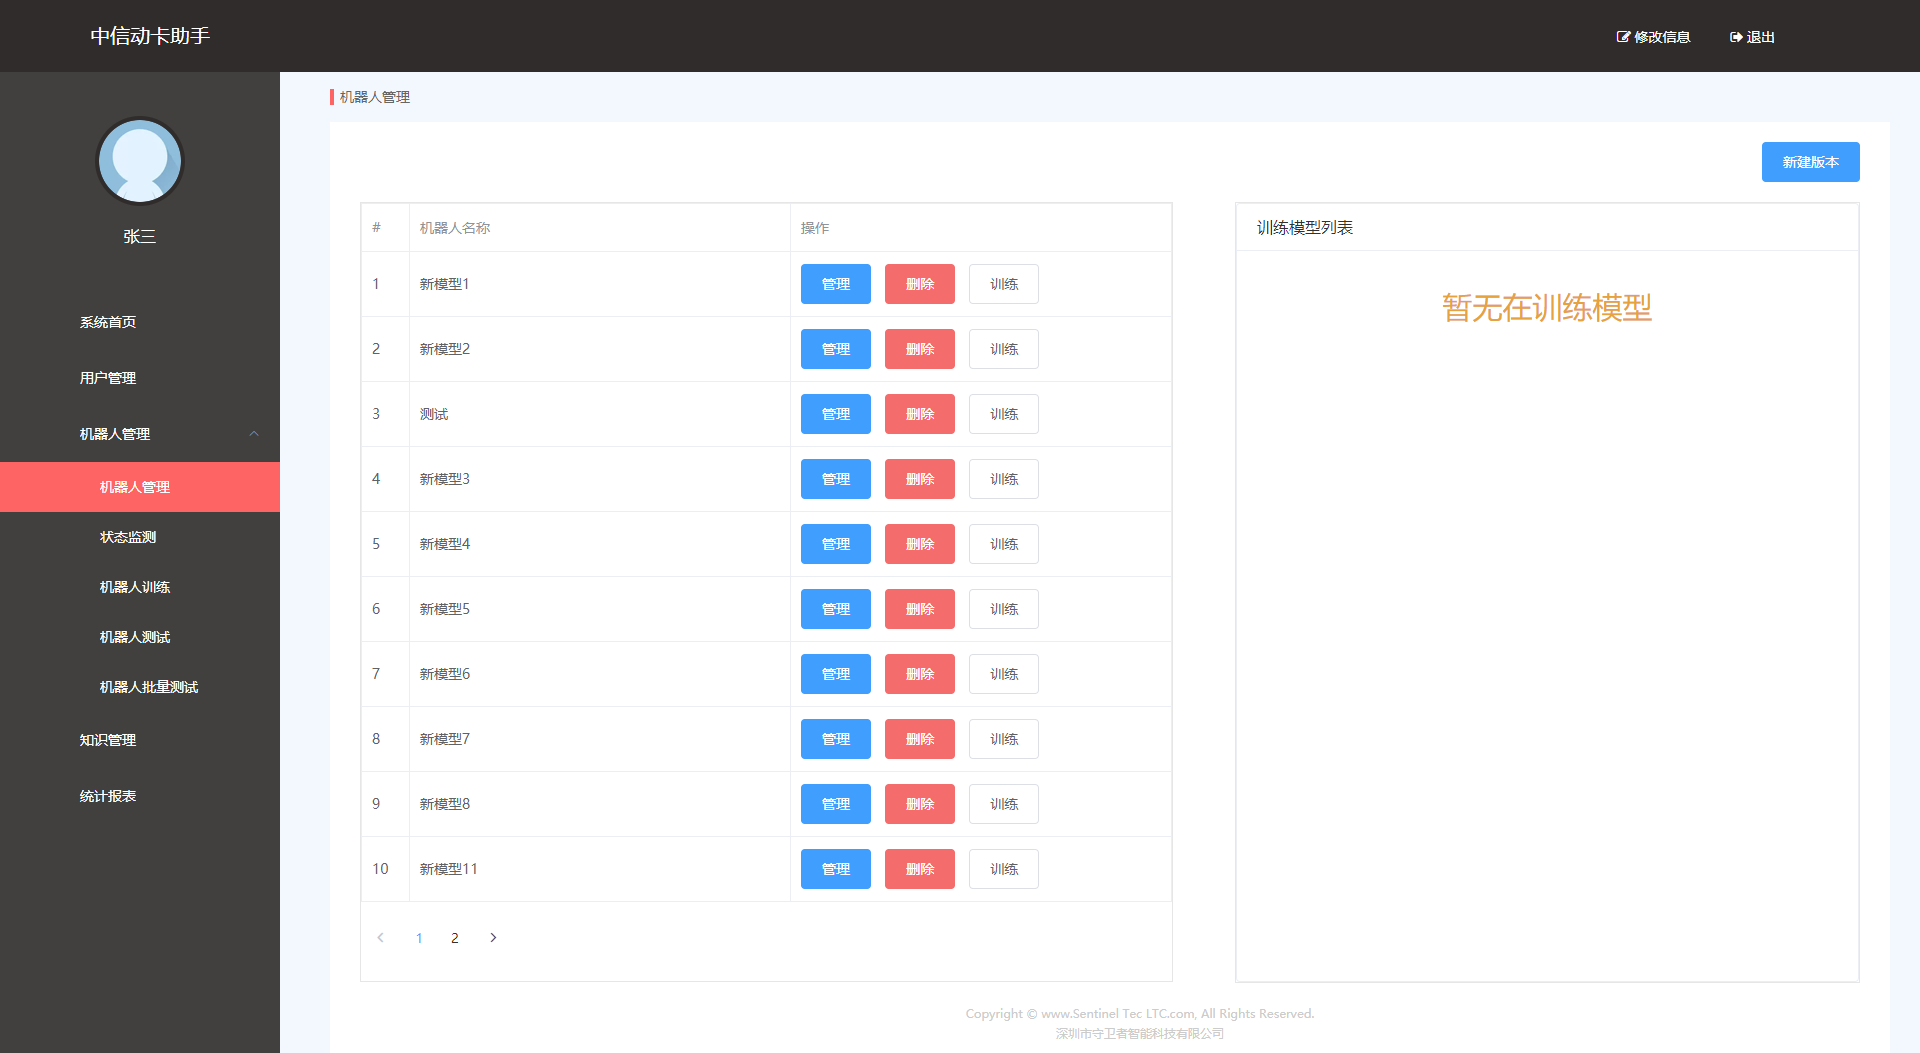 中信动卡助手
修改信息 退出
张三
系统首页
用户管理
机器人管理
机器人管理
状态监测
机器人训练
机器人测试
机器人批量测试
知识管理
统计报表
机器人管理
新建版本
# 机器人名称 操作
1 新模型1 管理 删除 训练
2 新模型2 管理 删除 训练
3 测试 管理 删除 训练
4 新模型3 管理 删除 训练
5 新模型4 管理 删除 训练
6 新模型5 管理 删除 训练
7 新模型6 管理 删除 训练
8 新模型7 管理 删除 训练
9 新模型8 管理 删除 训练
10 新模型11 管理 删除 训练
1 2
训练模型列表
暂无在训练模型
Copyright © www.Sentinel Tec LTC.com, All Rights Reserved.
深圳市守卫者智能科技有限公司